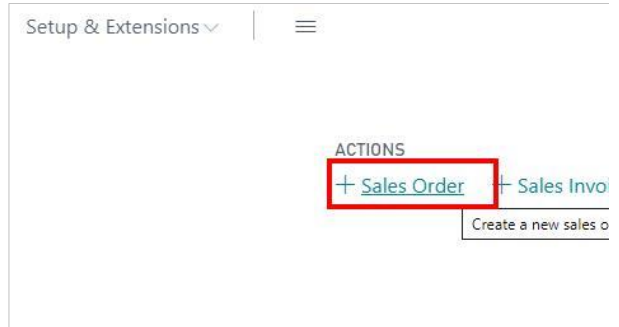 Setup & Extensions
ACTIONS
+ Sales Order + Sales Invoi
Create a new sales o